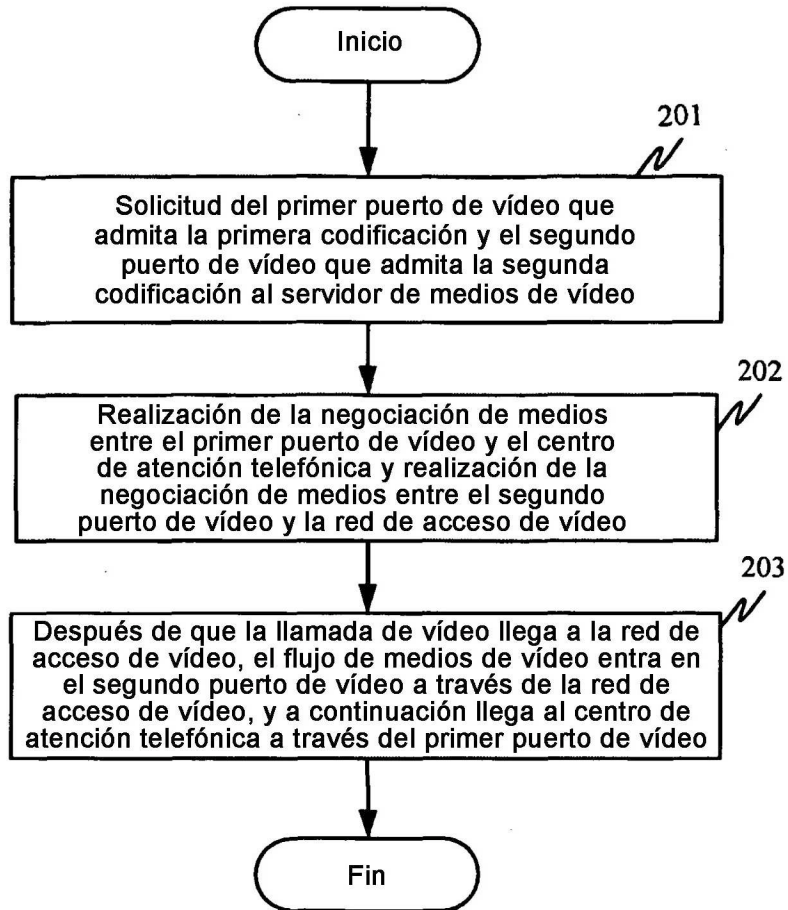 Inicio
201
Solicitud del primer puerto de vídeo que
admita la primera codificación y el segundo
puerto de vídeo que admita la segunda
codificación al servidor de medios de vídeo
202
Realización de la negociación de medios
entre el primer puerto de vídeo y el centro
de atención telefónica y realización de la
negociación de medios entre el segundo
puerto de vídeo y la red de acceso de vídeo
203
Después de que la llamada de vídeo llega a la red de
acceso de vídeo, el flujo de medios de vídeo entra en
el segundo puerto de vídeo a través de la red de
acceso de vídeo, y a continuación llega al centro de
atención telefónica a través del primer puerto de vídeo
Fin